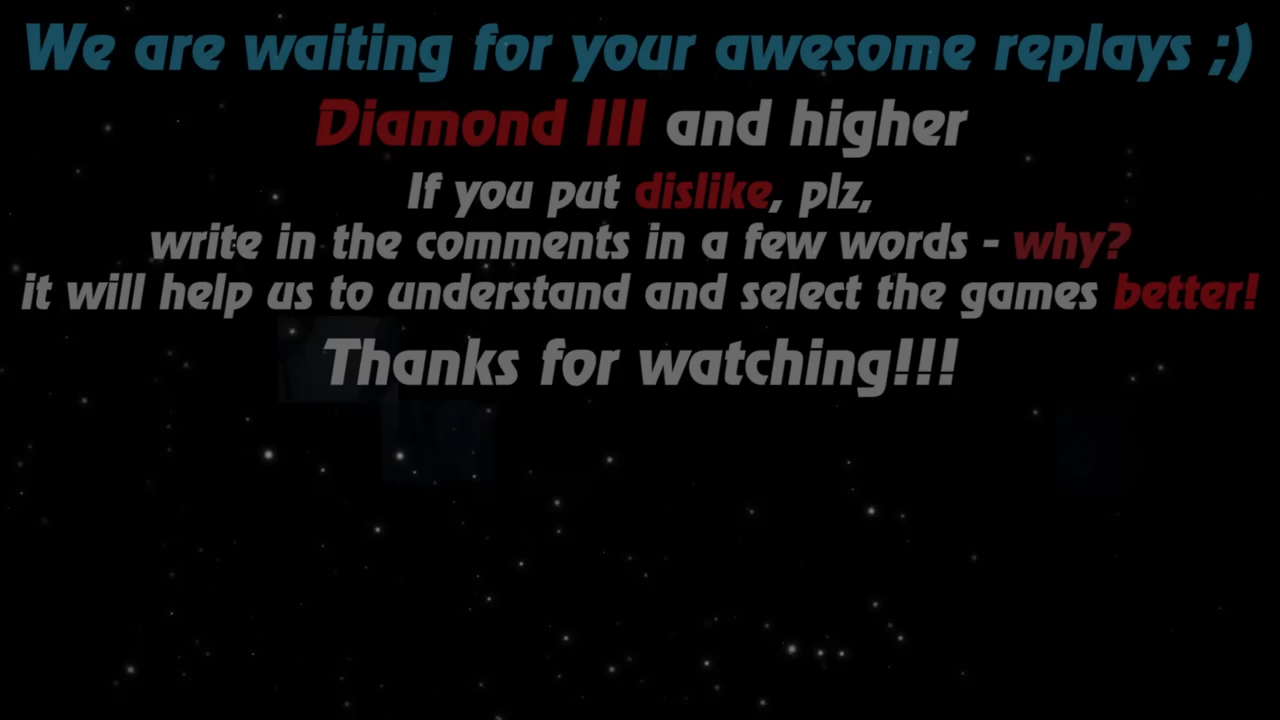 We are waiting for your awesome replays ;)
Diamond III and higher
If you put dislike, plz,
write in the comments in a few words - why?
it will help us to understand and select the games better!
Thanks for watching!!!